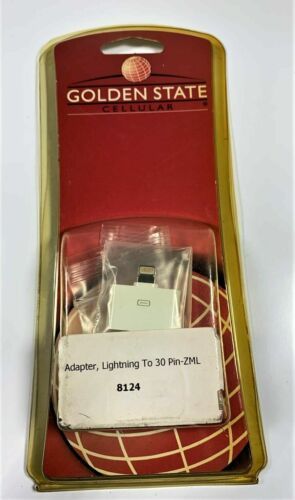 GOLDEN STATE
CELLULAR ®
Adapter, Lightning To 30 Pin-ZML
8124